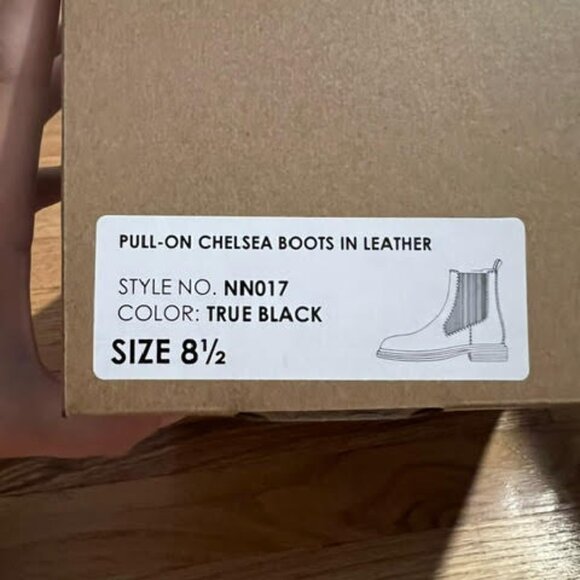 PULL-ON CHELSEA BOOTS IN LEATHER
STYLE NO. NN017
COLOR: TRUE BLACK
SIZE 8½